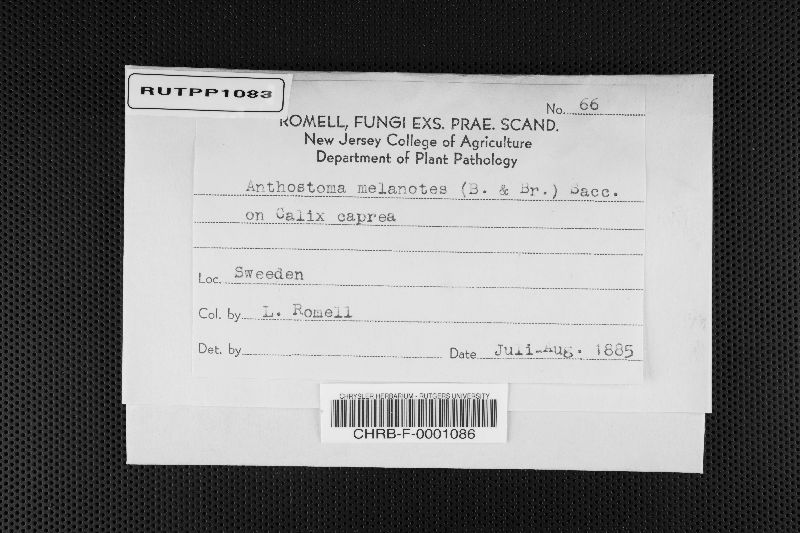 RUTPP1083
No. 66
ROMELL, FUNGI EXS. PRAE. SCAND.
New Jersey College of Agriculture
Department of Plant Pathology
Anthostoma melanotes (B. & Br.) Sacc.
on Calix caprea
Loc. Sweeden
Col. by L. Romell
Det. by
Date Juli-Aug. 1885
CHRYSLER HERBARIUM - RUTGERS UNIVERSITY
CHRB-F-0001086